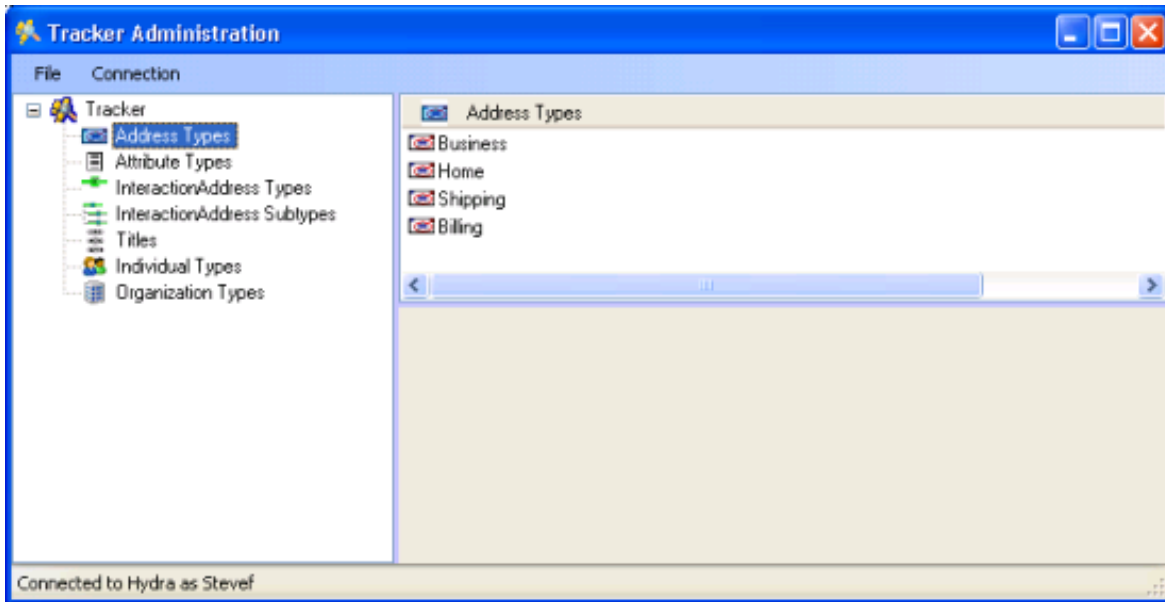 Tracker Administration
File Connection
Tracker
Address Types
Attribute Types
InteractionAddress Types
InteractionAddress Subtypes
Titles
Individual Types
Organization Types
Address Types
Business
Home
Shipping
Billing
Connected to Hydra as Stevef